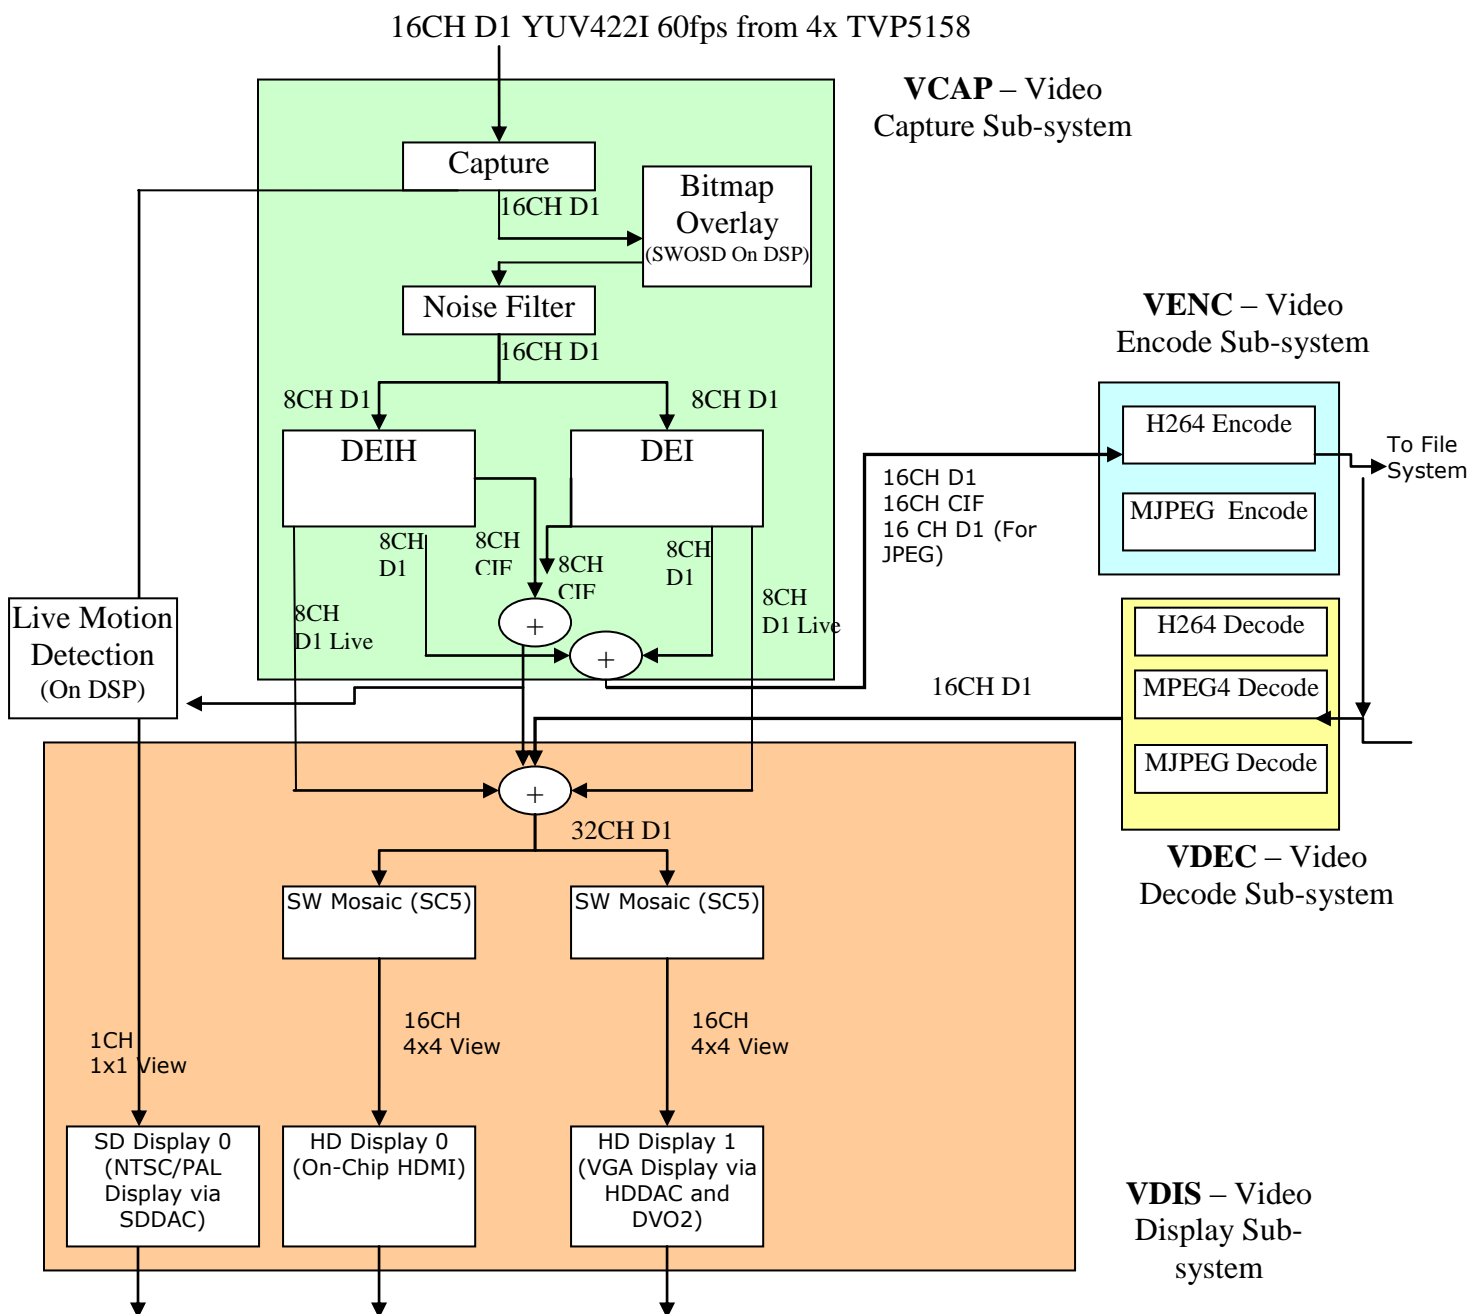 16CH D1 YUV422I 60fps from 4x TVP5158
VCAP – Video
Capture Sub-system
Capture
16CH D1
Bitmap
Overlay
(SWOSD On DSP)
Noise Filter
16CH D1
8CH D1
8CH D1
DEIH
DEI
8CH
D1
8CH
CIF
8CH
CIF
8CH
D1
8CH
D1 Live
8CH
D1 Live
+
+
VENC – Video
Encode Sub-system
H264 Encode
MJPEG Encode
To File
System
16CH D1
16CH CIF
16 CH D1 (For
JPEG)
Live Motion
Detection
(On DSP)
16CH D1
H264 Decode
MPEG4 Decode
MJPEG Decode
VDEC – Video
Decode Sub-system
+
32CH D1
SW Mosaic (SC5)
SW Mosaic (SC5)
1CH
1x1 View
16CH
4x4 View
16CH
4x4 View
SD Display 0
(NTSC/PAL
Display via
SDDAC)
HD Display 0
(On-Chip HDMI)
HD Display 1
(VGA Display via
HDDAC and
DVO2)
VDIS – Video
Display Sub-
system